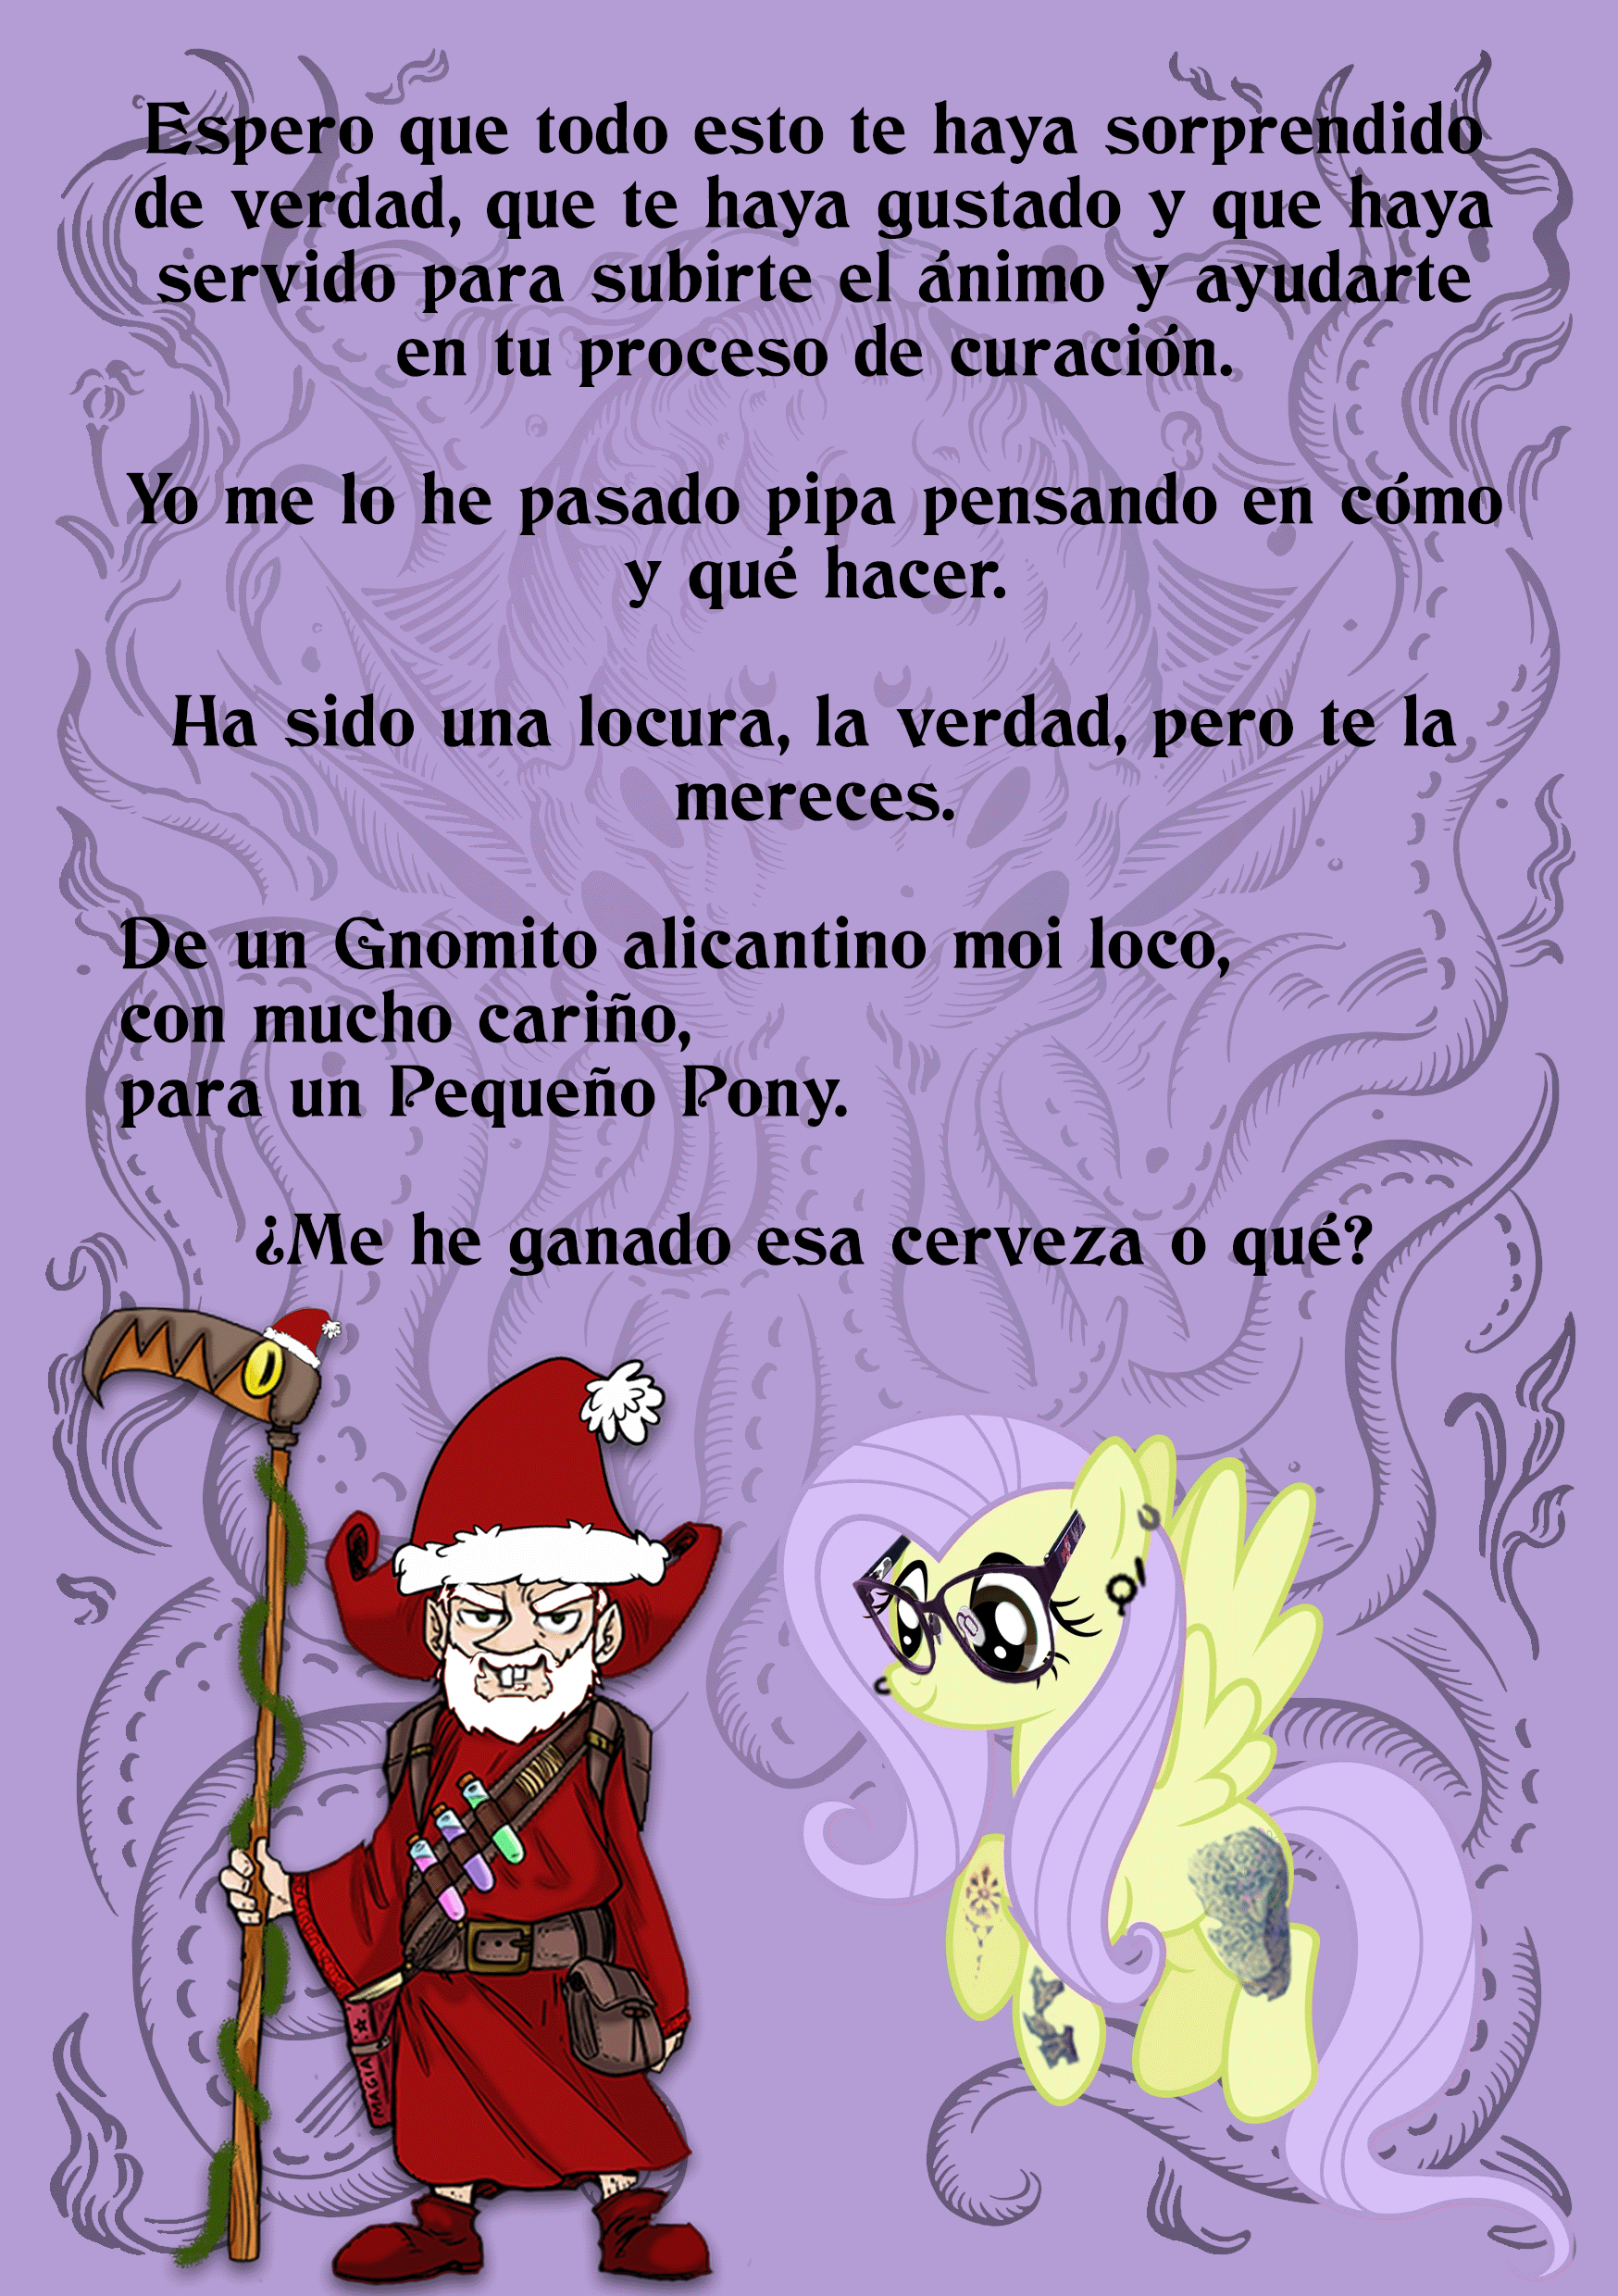 Espero que todo esto te haya sorprendido
de verdad, que te haya gustado y que haya
servido para subirte el ánimo y ayudarte
en tu proceso de curación.
Yo me lo he pasado pipa pensando en cómo
y qué hacer.
Ha sido una locura, la verdad, pero te la
mereces.
De un Gnomito alicantino moi loco,
con mucho cariño,
para un Pequeño Pony.
¿Me he ganado esa cerveza o qué?
MAGIA